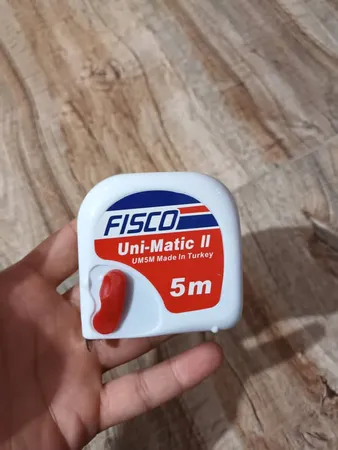 FISCO
Uni-Matic II
UM5M Made In Turkey
5m